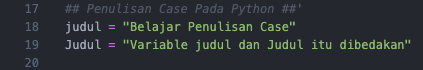 17 ## Penulisan Case Pada Python ##'
18 judul = "Belajar Penulisan Case"
19 Judul = "Variable judul dan Judul itu dibedakan"
20